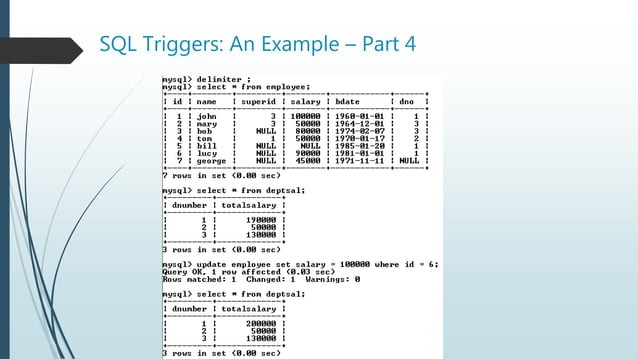 SQL Triggers: An Example – Part 4
mysql> delimiter ;
mysql> select * from employee;
+----+--------+---------+--------+------------+------+
| id | name   | superid | salary | bdate      | dno  |
+----+--------+---------+--------+------------+------+
| 1 | john   | 3 | 100000 | 1960-01-01 | 1 |
| 2 | mary   | 3 | 50000 | 1964-12-01 | 3 |
| 3 | bob    | NULL | 80000 | 1974-02-07 | 3 |
| 4 | tom    | 1 | 50000 | 1970-01-17 | 2 |
| 5 | bill   | NULL | NULL | 1985-01-20 | 1 |
| 6 | lucy   | NULL | 90000 | 1981-01-01 | 1 |
| 7 | george | NULL | 45000 | 1971-11-11 | NULL |
+----+--------+---------+--------+------------+------+
7 rows in set (0.00 sec)
mysql> select * from deptsal;
+---------+-------------+
| dnumber | totalsalary |
+---------+-------------+
| 1 | 190000 |
| 2 | 50000 |
| 3 | 130000 |
+---------+-------------+
3 rows in set (0.00 sec)
mysql> update employee set salary = 100000 where id = 6;
Query OK, 1 row affected (0.03 sec)
Rows matched: 1  Changed: 1  Warnings: 0
mysql> select * from deptsal;
+---------+-------------+
| dnumber | totalsalary |
+---------+-------------+
| 1 | 200000 |
| 2 | 50000 |
| 3 | 130000 |
+---------+-------------+
3 rows in set (0.00 sec)